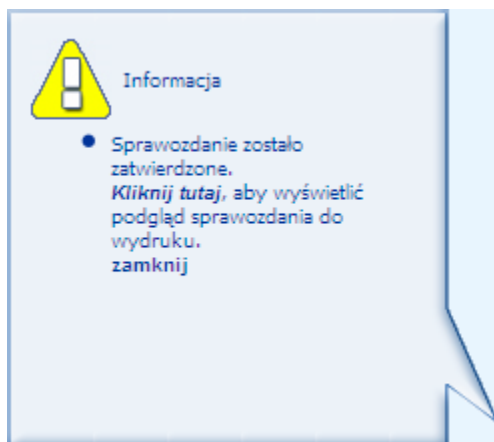 Informacja
Sprawozdanie zostało
zatwierdzone.
Kliknij tutaj, aby wyświetlić
podgląd sprawozdania do
wydruku.
zamknij